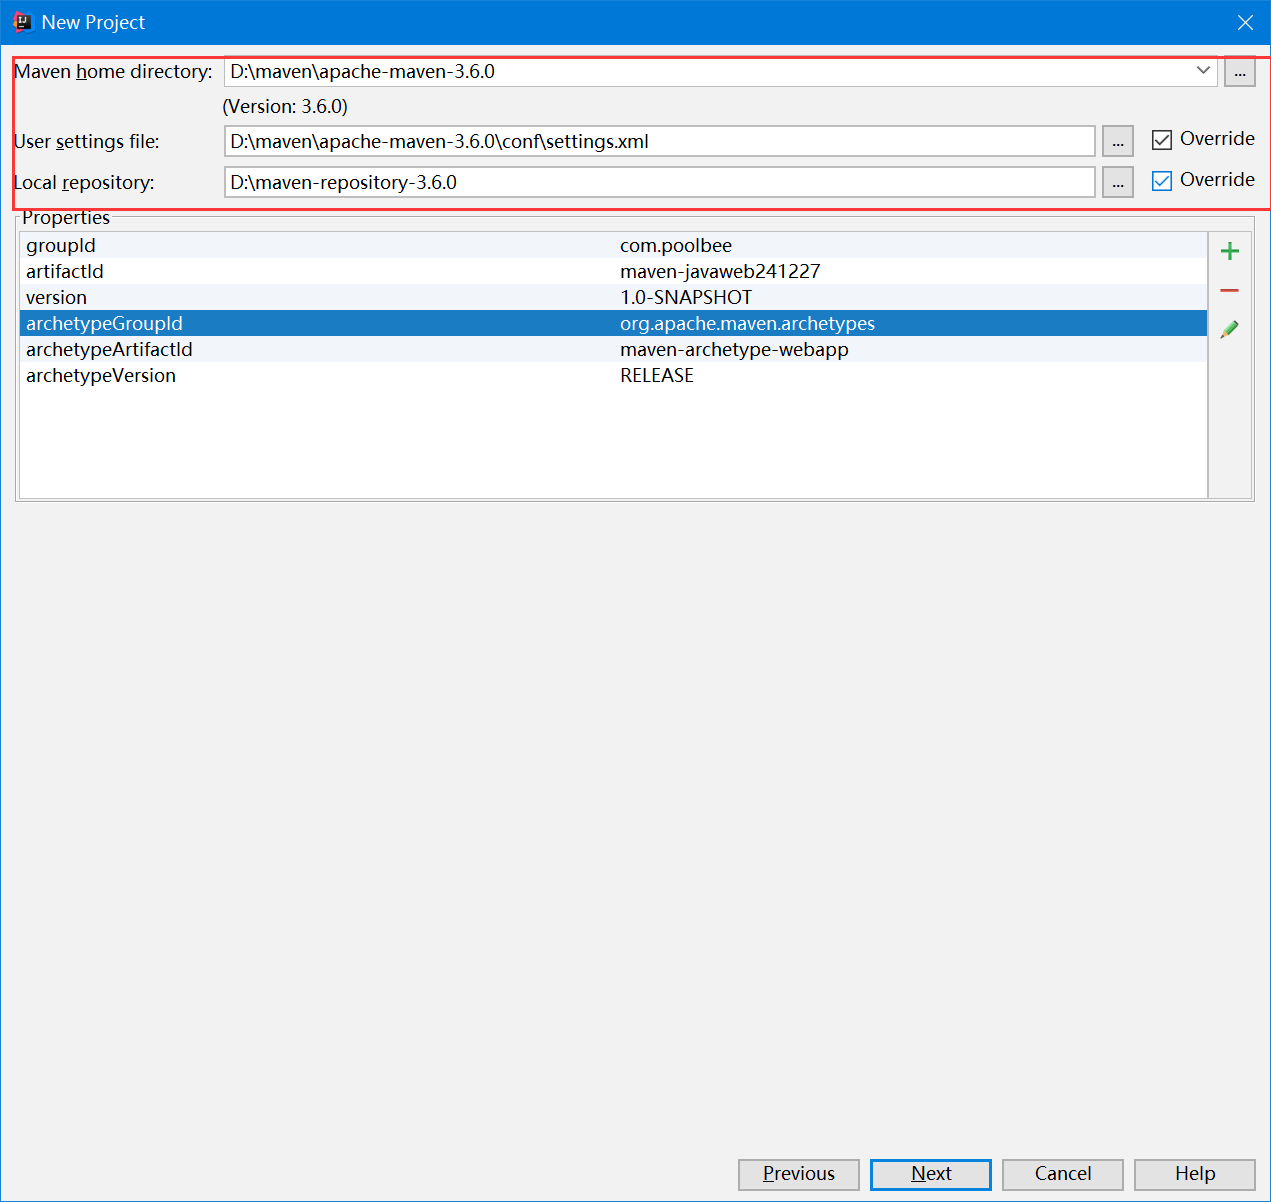 New Project
Maven home directory: D:\maven\apache-maven-3.6.0 ...
(Version: 3.6.0)
User settings file: D:\maven\apache-maven-3.6.0\conf\settings.xml ... Override
Local repository: D:\maven-repository-3.6.0 ... Override
Properties
groupId com.poolbee
artifactId maven-javaweb241227
version 1.0-SNAPSHOT
archetypeGroupId org.apache.maven.archetypes
archetypeArtifactId maven-archetype-webapp
archetypeVersion RELEASE
Previous Next Cancel Help